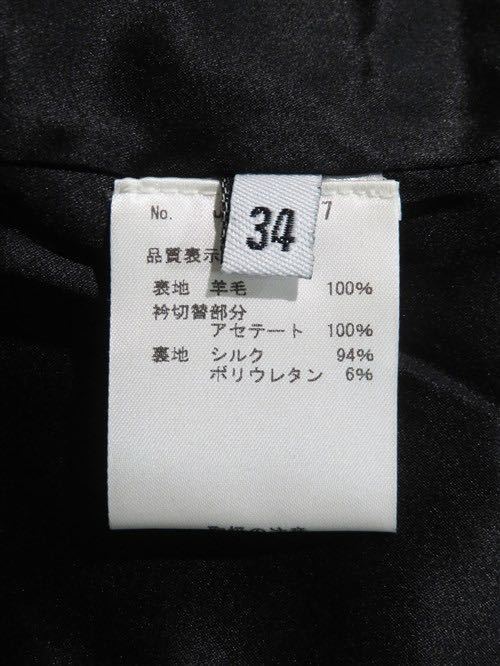 No. 7
34
品質表示
表地 羊毛 100%
衿切替部分
アセテート 100%
裏地 シルク 94%
ポリウレタン 6%